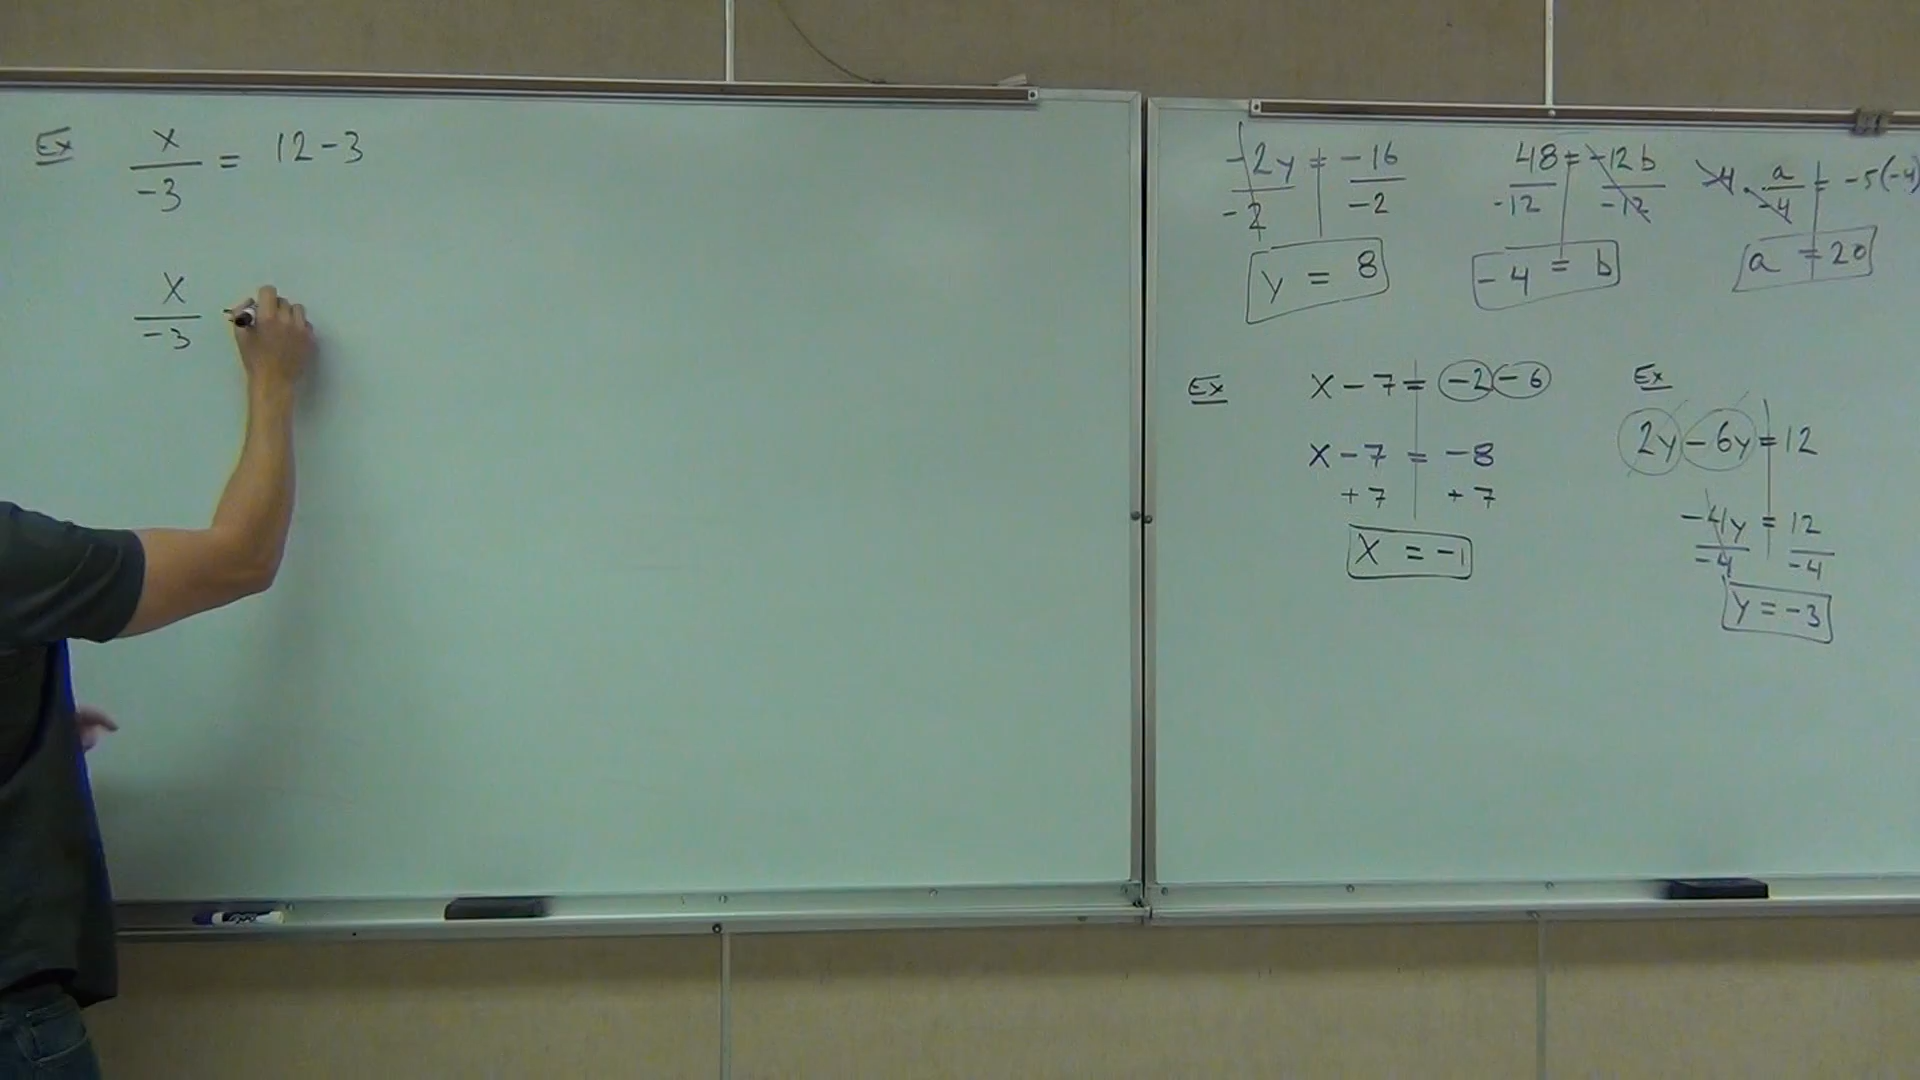 Ex x/-3 = 12-3
x/-3
-2y/-2 = -16/-2
y = 8
48/-12 = -12b/-12
-4 = b
-4 · a/-4 = -5(-4)
a = 20
Ex x-7 = -2-6
x-7 = -8
+7 +7
x = -1
Ex
2y-6y = 12
-4y/-4 = 12/-4
y = -3